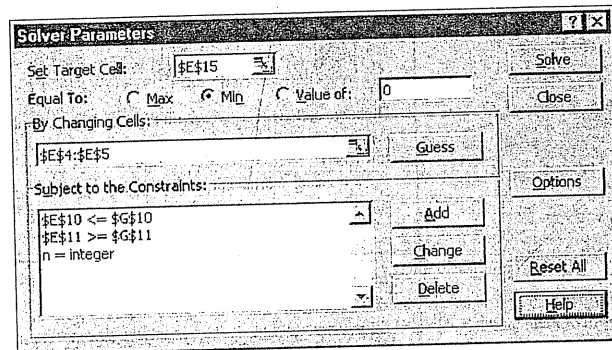 Solver Parameters ? X
Set Target Cell: $E$15 Solve
Equal To: Max Min Value of: 0 Close
By Changing Cells:
$E$4:$E$5 Guess
Subject to the Constraints: Options
$E$10 <= $G$10 Add
$E$11 >= $G$11
n = integer Change
Reset All
Delete
Help